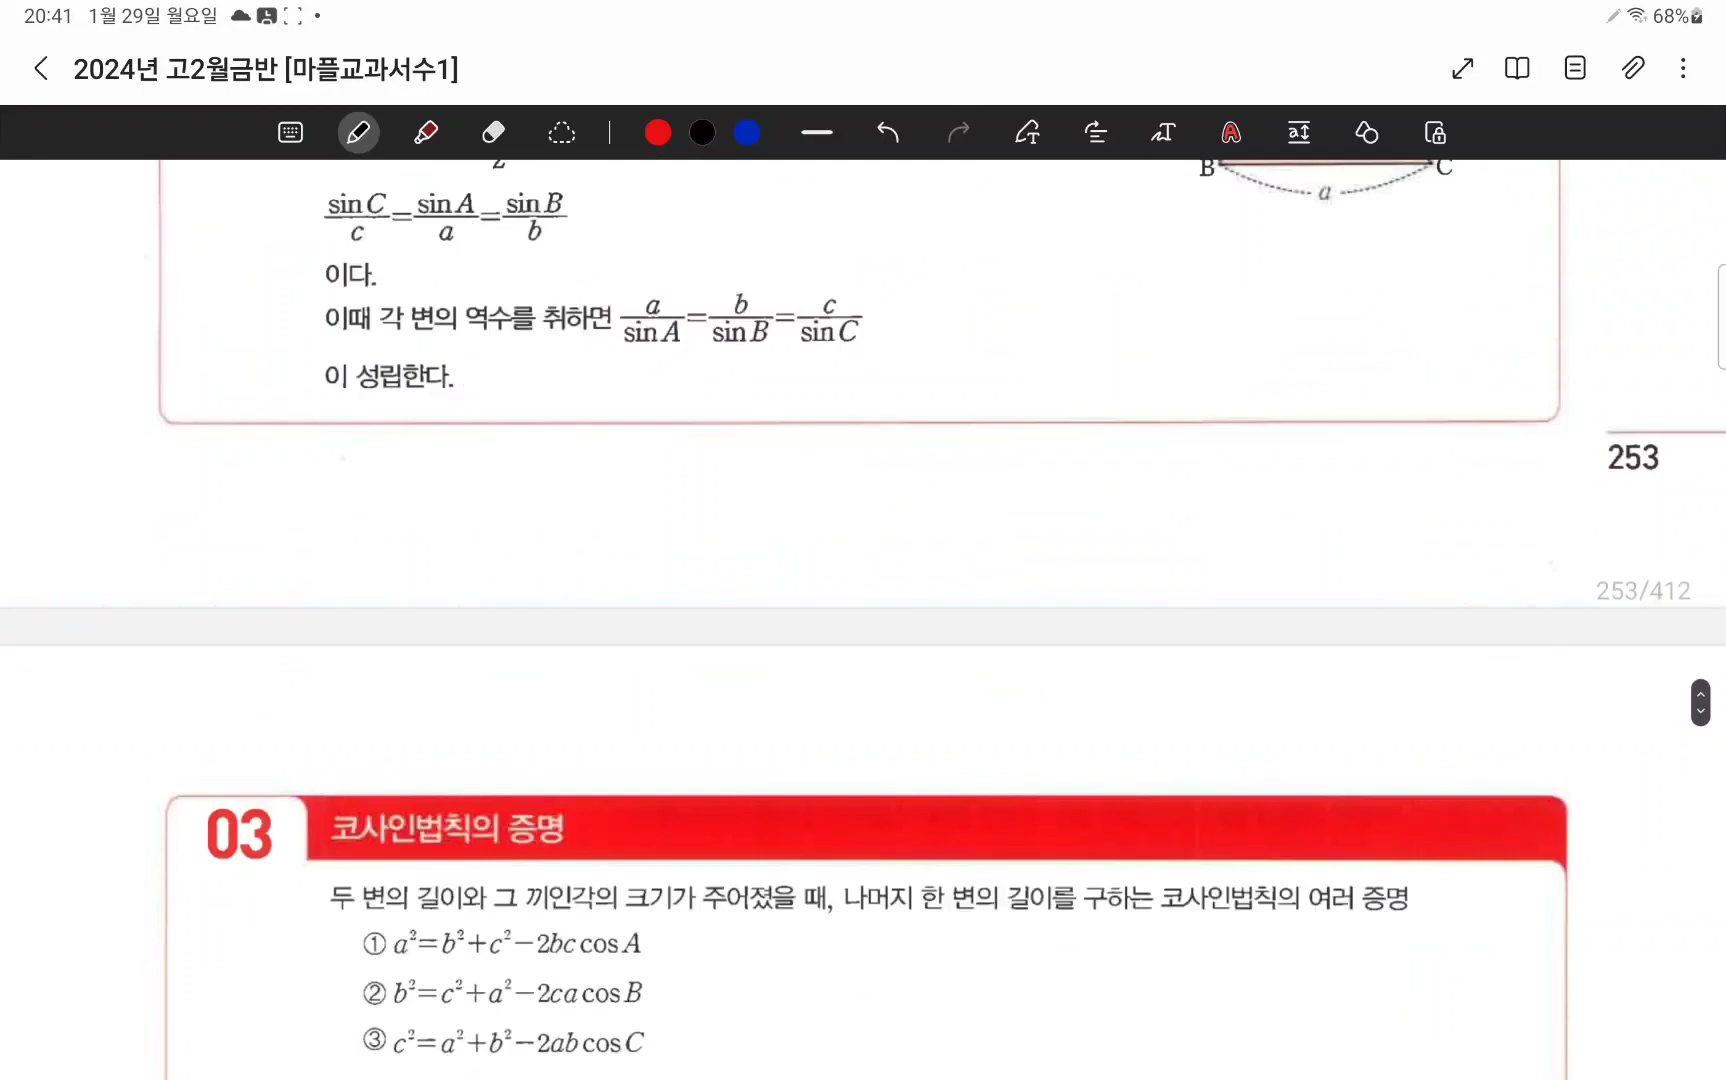 20:41 1월 29일 월요일
68%
2024년 고2월금반 [마플교과서수1]
B C
a
sin C/c = sin A/a = sin B/b
이다.
이때 각 변의 역수를 취하면 a/sin A = b/sin B = c/sin C
이 성립한다.
253
253/412
03 코사인법칙의 증명
두 변의 길이와 그 끼인각의 크기가 주어졌을 때, 나머지 한 변의 길이를 구하는 코사인법칙의 여러 증명
① a²=b²+c²−2bc cos A
② b²=c²+a²−2ca cos B
③ c²=a²+b²−2ab cos C